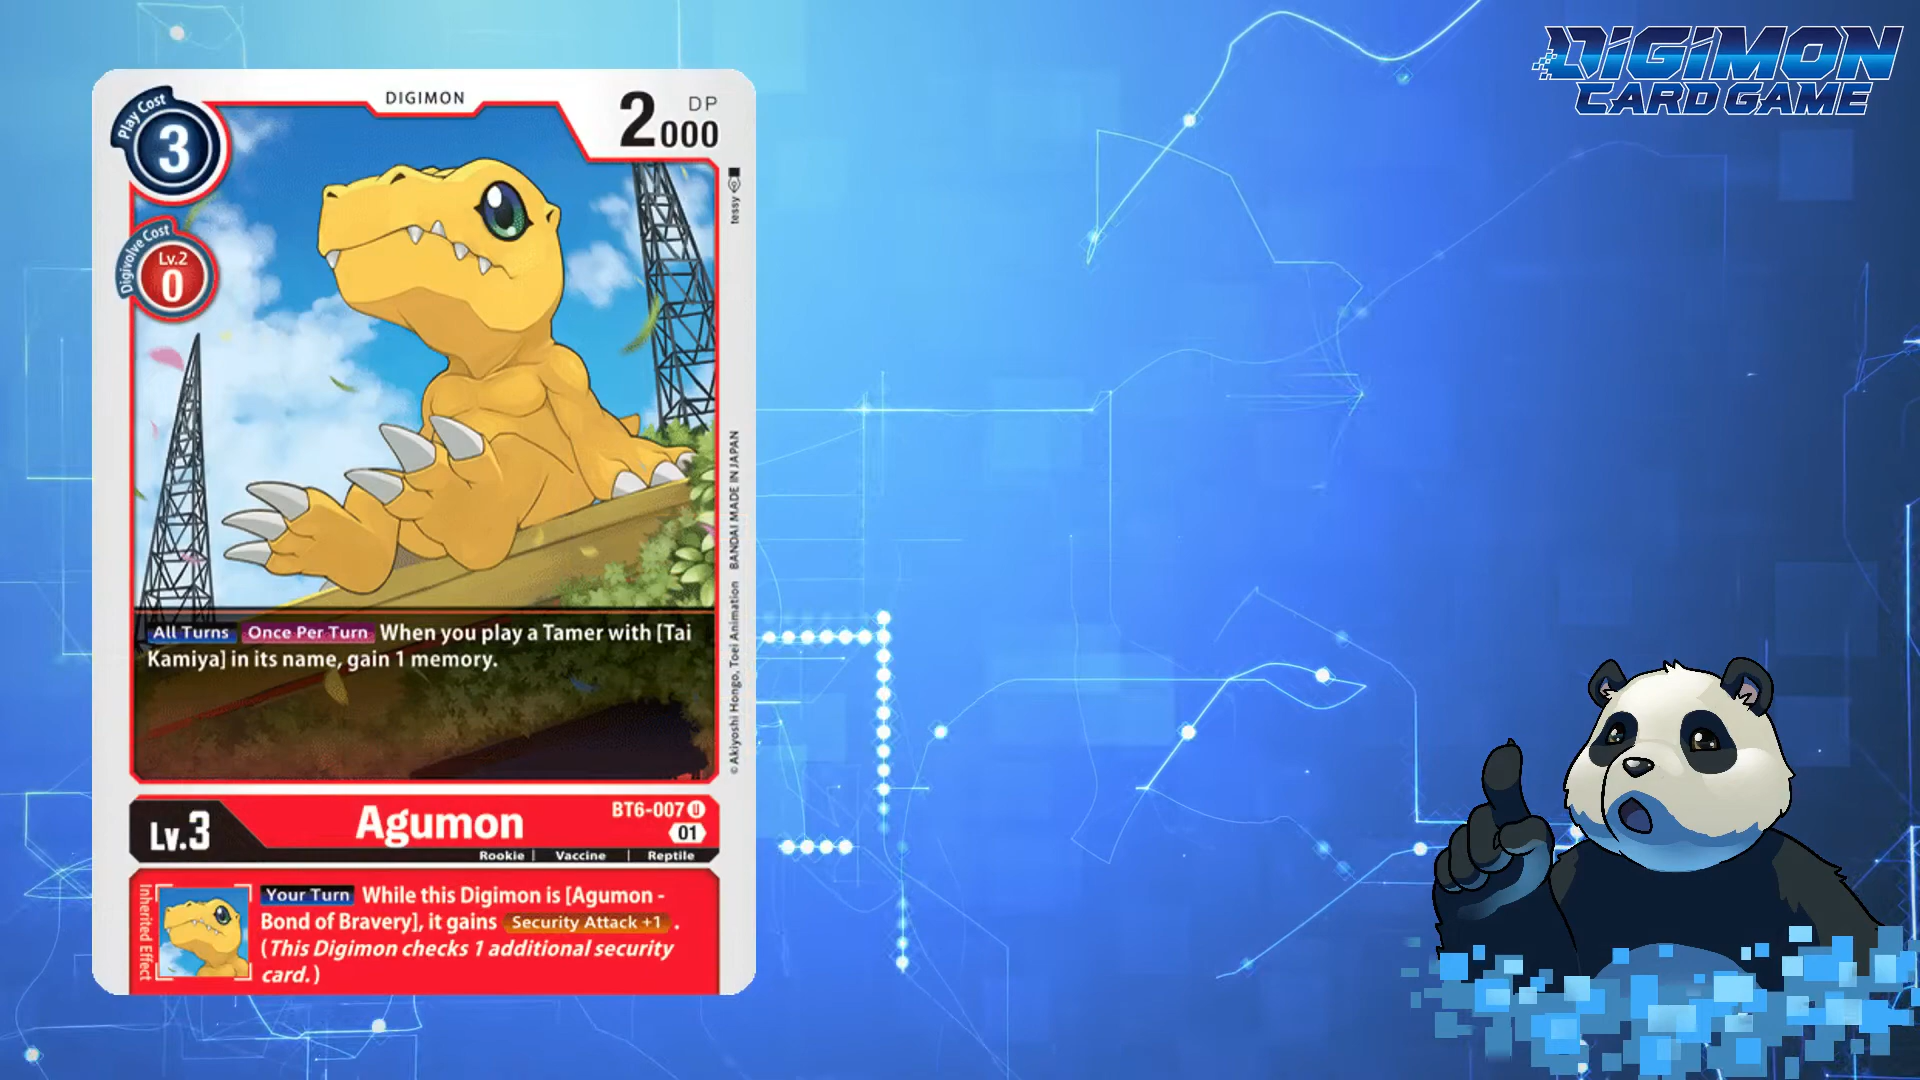 DIGIMON
CARD GAME
DIGIMON
Play Cost
3
2000
DP
Digivolve Cost
Lv.2
0
tessy
All Turns Once Per Turn When you play a Tamer with [Tai
Kamiya] in its name, gain 1 memory.
© Akiyoshi Hongo, Toei Animation BANDAI MADE IN JAPAN
Lv.3
Agumon
BT6-007 U
01
Rookie | Vaccine | Reptile
Inherited Effect
Your Turn While this Digimon is [Agumon -
Bond of Bravery], it gains Security Attack +1 .
(This Digimon checks 1 additional security
card.)